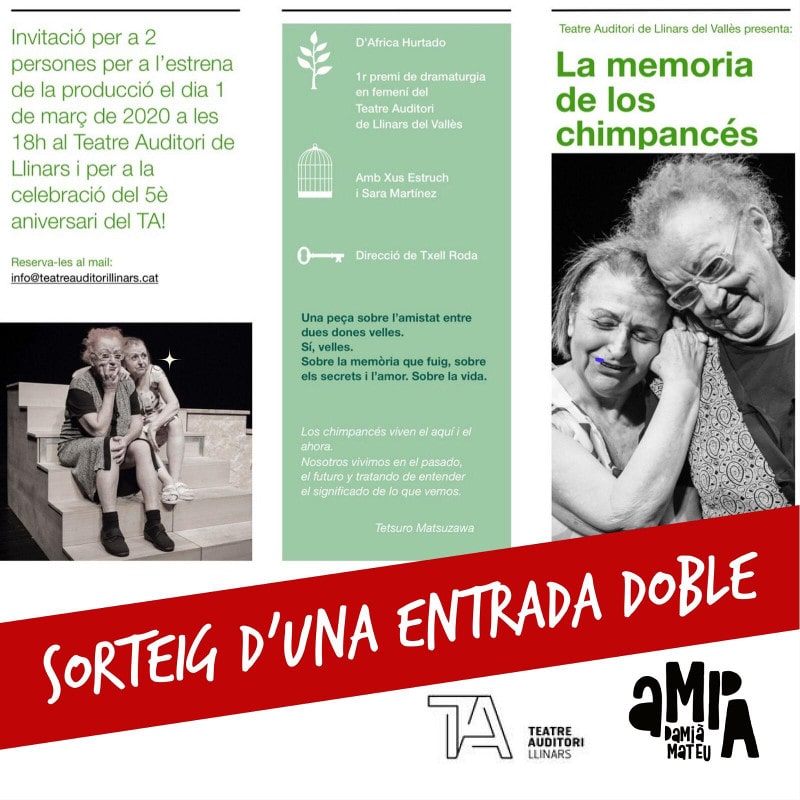 Invitació per a 2
persones per a l'estrena
de la producció el dia 1
de març de 2020 a les
18h al Teatre Auditori de
Llinars i per a la
celebració del 5è
aniversari del TA!
Reserva-les al mail:
info@teatreauditorillinars.cat
D'Africa Hurtado
1r premi de dramaturgia
en femení del
Teatre Auditori
de Llinars del Vallès
Amb Xus Estruch
i Sara Martínez
Direcció de Txell Roda
Una peça sobre l'amistat entre
dues dones velles.
Sí, velles.
Sobre la memòria que fuig, sobre
els secrets i l'amor. Sobre la vida.
Los chimpancés viven el aquí i el
ahora.
Nosotros vivimos en el pasado,
el futuro y tratando de entender
el significado de lo que vemos.
Tetsuro Matsuzawa
Teatre Auditori de Llinars del Vallès presenta:
La memoria
de los
chimpancés
SORTEIG D'UNA ENTRADA DOBLE
TA
TEATRE
AUDITORI
LLINARS
aMPA
DAMIÀ
MATEU